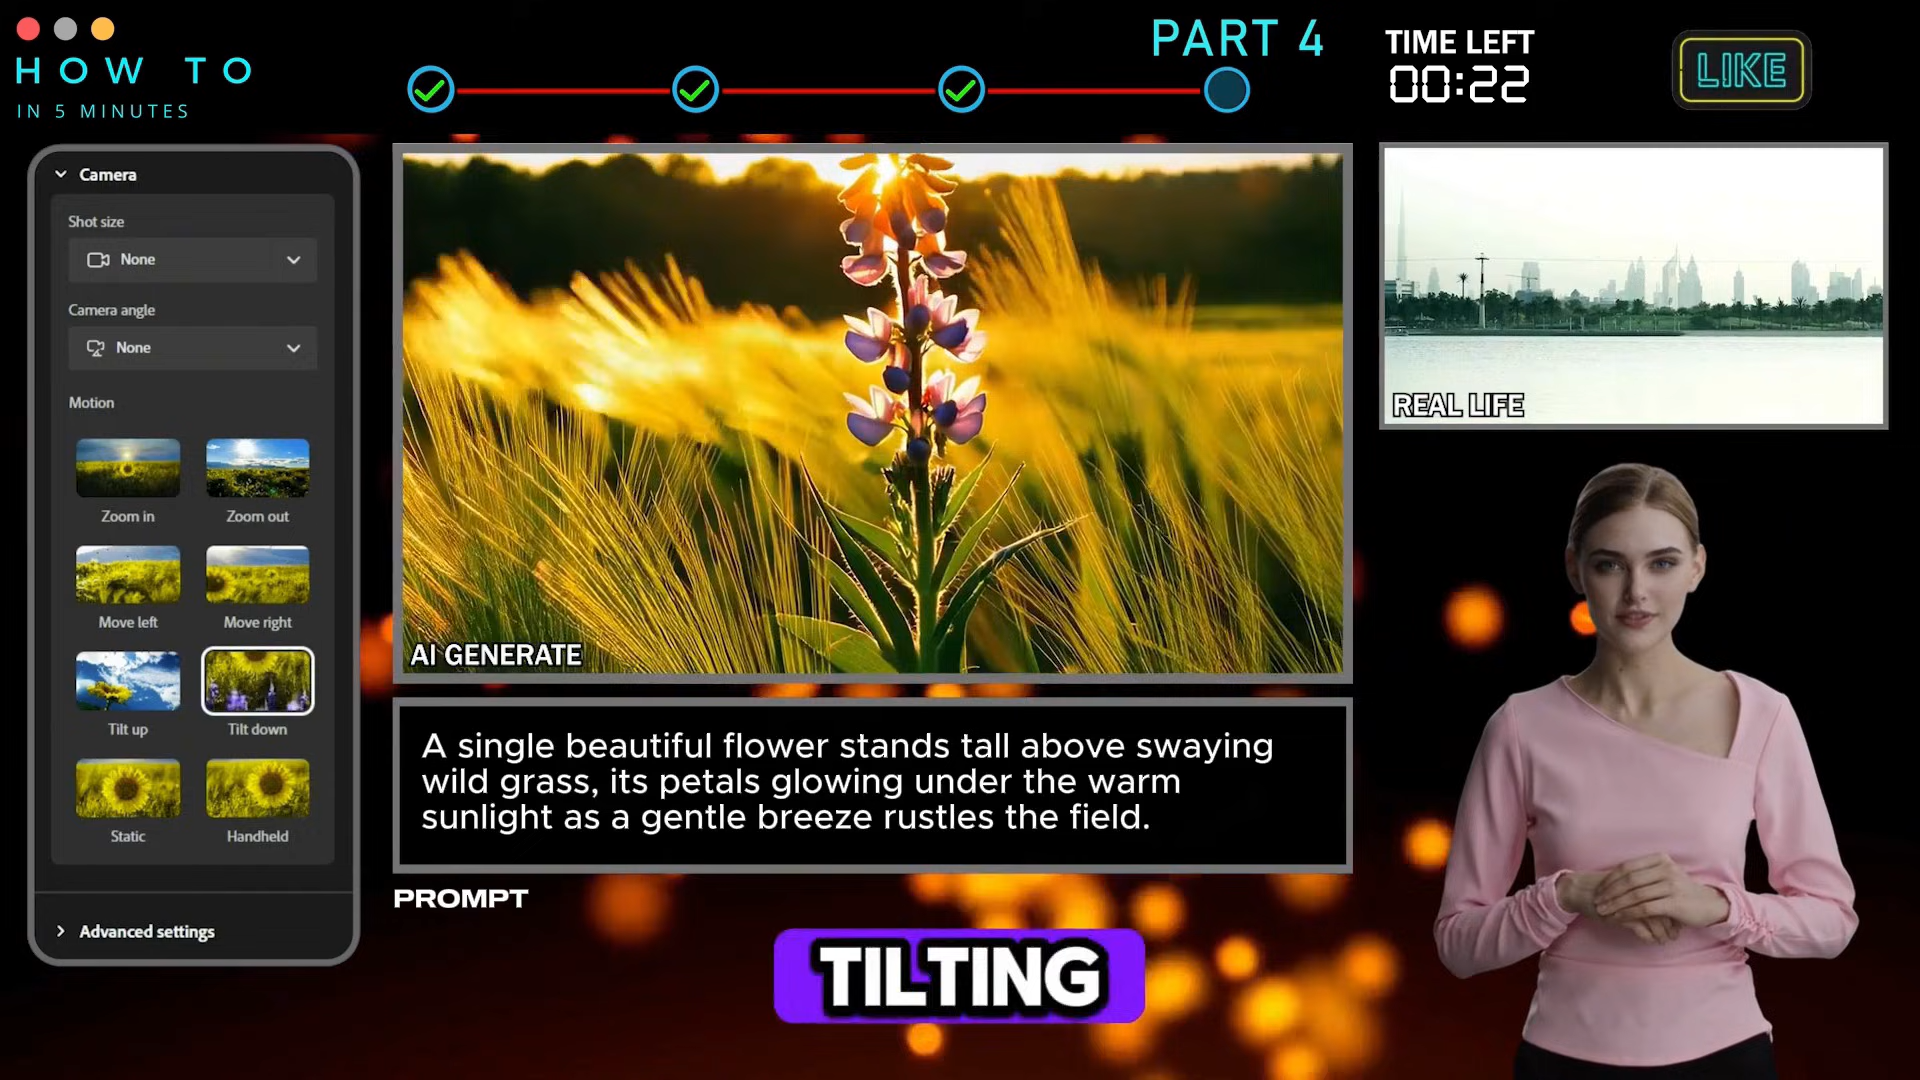 HOW TO
IN 5 MINUTES
PART 4
TIME LEFT
00:22
LIKE
Camera
Shot size
None
Camera angle
None
Motion
Zoom in
Zoom out
Move left
Move right
Tilt up
Tilt down
Static
Handheld
Advanced settings
AI GENERATE
REAL LIFE
A single beautiful flower stands tall above swaying
wild grass, its petals glowing under the warm
sunlight as a gentle breeze rustles the field.
PROMPT
TILTING